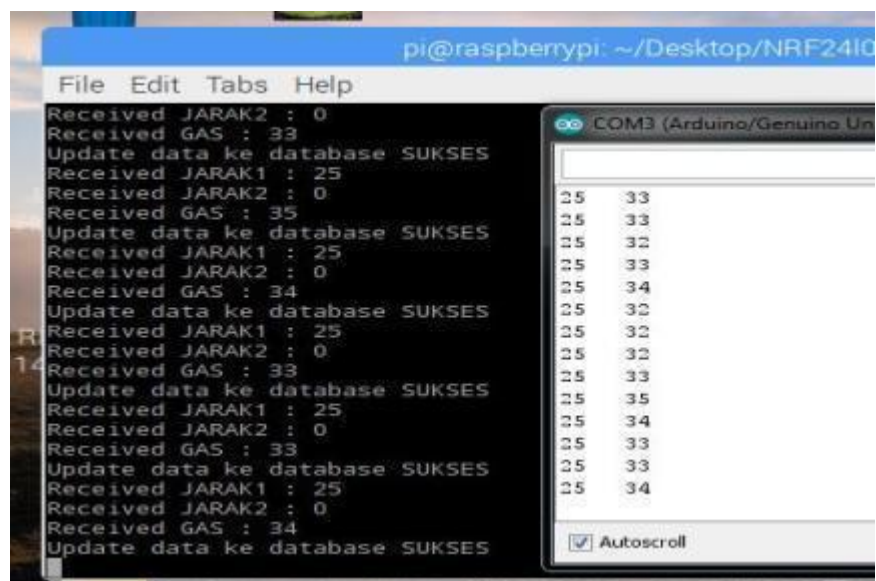 pi@raspberrypi: ~/Desktop/NRF24l0
File Edit Tabs Help
Received JARAK2 : 0
Received GAS : 33
Update data ke database SUKSES
Received JARAK1 : 25
Received JARAK2 : 0
Received GAS : 35
Update data ke database SUKSES
Received JARAK1 : 25
Received JARAK2 : 0
Received GAS : 34
Update data ke database SUKSES
Received JARAK1 : 25
Received JARAK2 : 0
Received GAS : 33
Update data ke database SUKSES
Received JARAK1 : 25
Received JARAK2 : 0
Received GAS : 33
Update data ke database SUKSES
Received JARAK1 : 25
Received JARAK2 : 0
Received GAS : 34
Update data ke database SUKSES
COM3 (Arduino/Genuino Un
25 33
25 33
25 32
25 33
25 34
25 32
25 32
25 32
25 33
25 35
25 34
25 33
25 33
25 34
Autoscroll